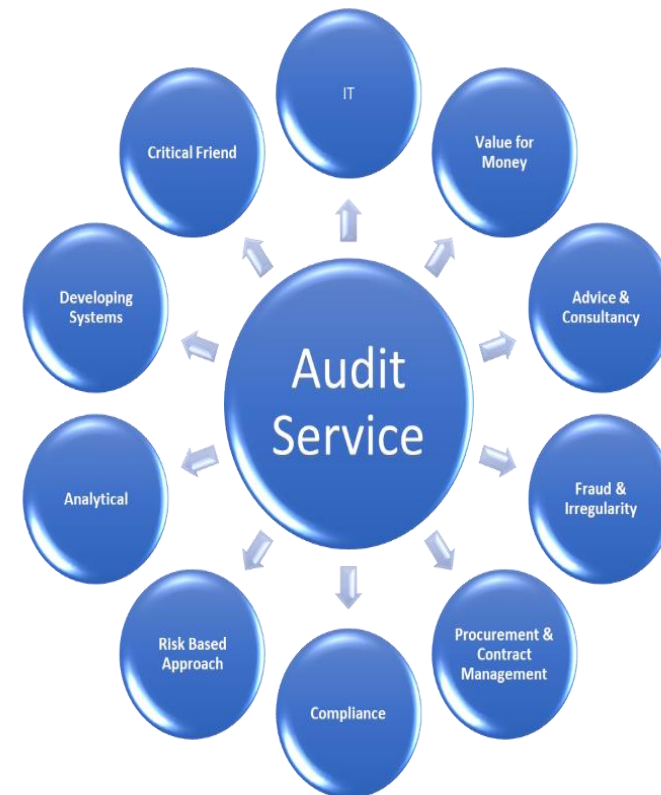 IT
Value for
Money
Advice &
Consultancy
Fraud &
Irregularity
Procurement &
Contract
Management
Compliance
Risk Based
Approach
Analytical
Developing
Systems
Critical Friend
Audit
Service